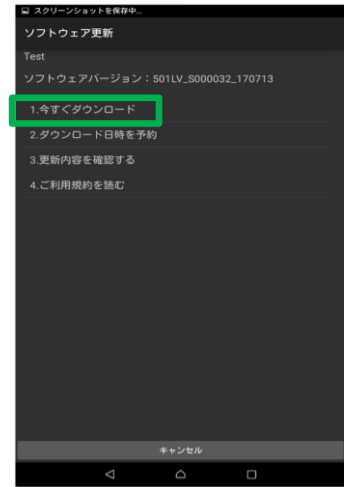 スクリーンショットを保存中...
ソフトウェア更新
Test
ソフトウェアバージョン：501LV_S000032_170713
1.今すぐダウンロード
2.ダウンロード日時を予約
3.更新内容を確認する
4.ご利用規約を読む
キャンセル